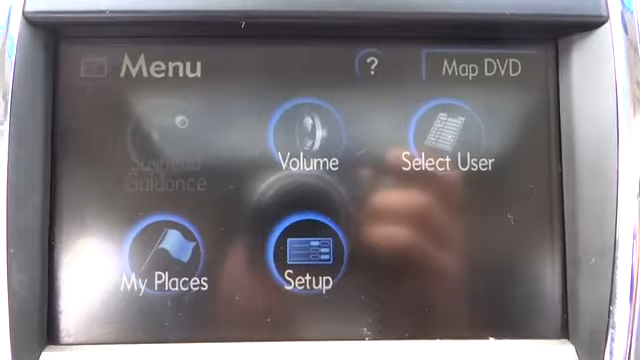 Menu
?
Map DVD
Suspend
Guidance
Volume
Select User
My Places
Setup